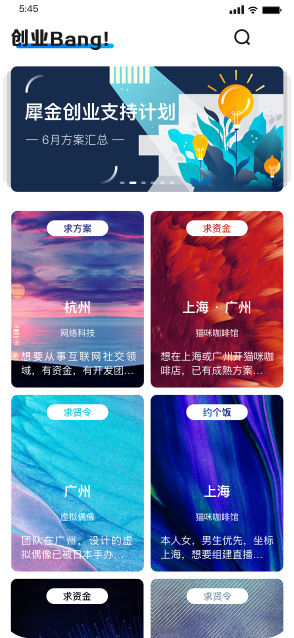 5:45
创业Bang!
犀金创业支持计划
— 6月方案汇总 —
求方案
杭州
网络科技
想要从事互联网社交领
域，有资金，有开发团...
求资金
上海 · 广州
猫咪咖啡馆
想在上海或广州开猫咪咖
啡店，已有成熟方案...
求贤令
广州
虚拟偶像
团队在广州，设计的虚
拟偶像已被日本手办...
约个饭
上海
猫咪咖啡馆
本人女，男生优先，坐标
上海，想要组建直播...
求资金
求贤令